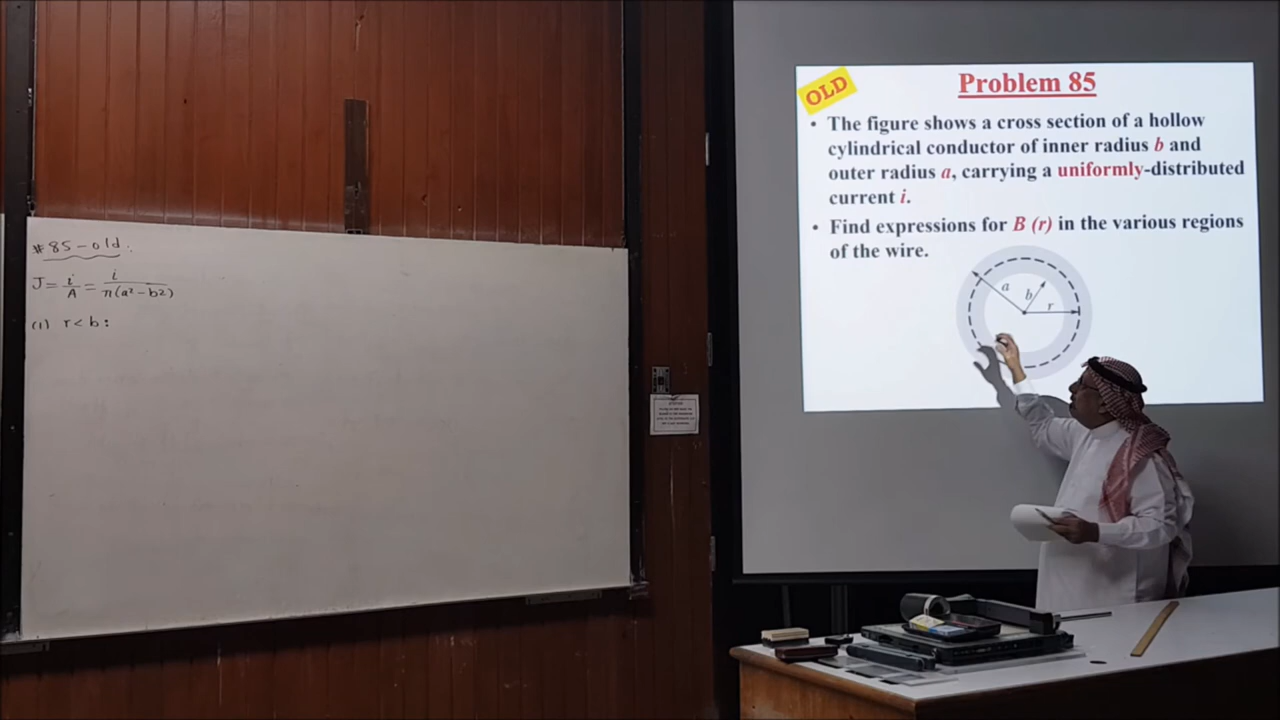 #85-old.
J = i/A = i/π(a²-b²)
(1) r < b:
OLD
Problem 85
• The figure shows a cross section of a hollow
cylindrical conductor of inner radius b and
outer radius a, carrying a uniformly-distributed
current i.
• Find expressions for B (r) in the various regions
of the wire.
a
b
r